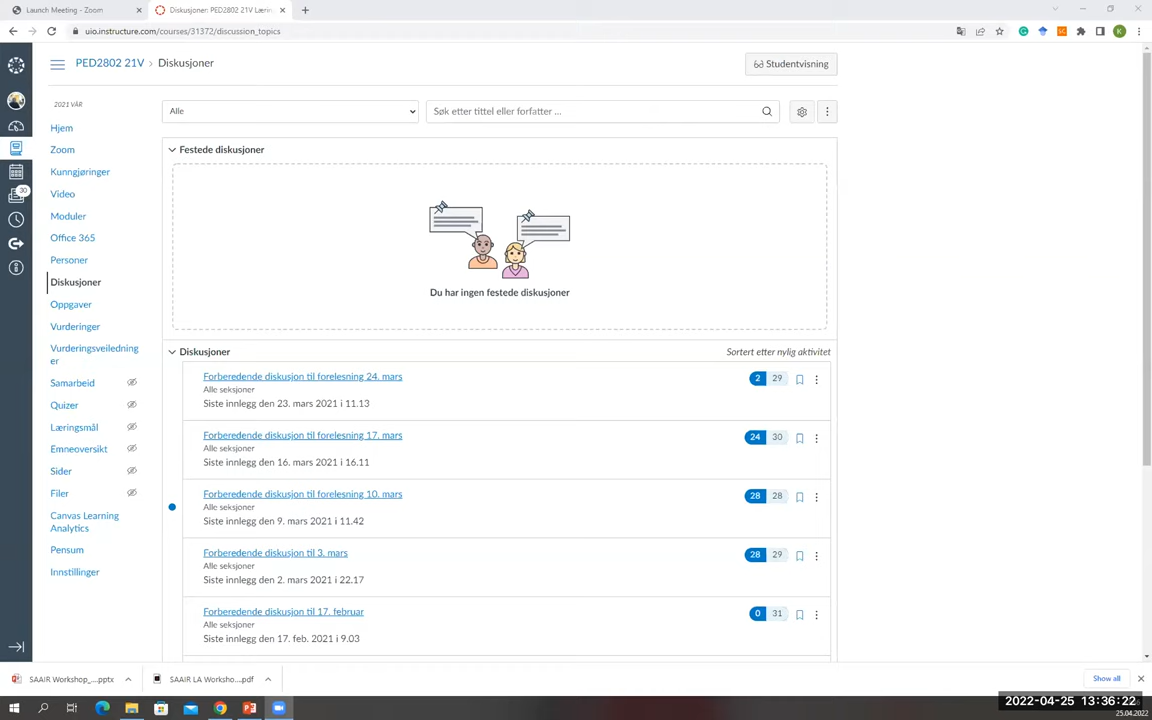 Launch Meeting - Zoom
Diskusjoner: PED2802 21V Lærin
uio.instructure.com/courses/31372/discussion_topics
K
PED2802 21V › Diskusjoner
Studentvisning
2021 VÅR
Alle
Søk etter tittel eller forfatter ...
Hjem
Zoom
Kunngjøringer
Video
Moduler
Office 365
Personer
Diskusjoner
Oppgaver
Vurderinger
Vurderingsveiledning
er
Samarbeid
Quizer
Læringsmål
Emneoversikt
Sider
Filer
Canvas Learning
Analytics
Pensum
Innstillinger
30
Festede diskusjoner
Du har ingen festede diskusjoner
Diskusjoner
Sortert etter nylig aktivitet
Forberedende diskusjon til forelesning 24. mars
2 29
Alle seksjoner
Siste innlegg den 23. mars 2021 i 11.13
Forberedende diskusjon til forelesning 17. mars
24 30
Alle seksjoner
Siste innlegg den 16. mars 2021 i 16.11
Forberedende diskusjon til forelesning 10. mars
28 28
Alle seksjoner
Siste innlegg den 9. mars 2021 i 11.42
Forberedende diskusjon til 3. mars
28 29
Alle seksjoner
Siste innlegg den 2. mars 2021 i 22.17
Forberedende diskusjon til 17. februar
0 31
Alle seksjoner
Siste innlegg den 17. feb. 2021 i 9.03
SAAIR Workshop_....pptx
SAAIR LA Worksho....pdf
Show all
2022-04-25 13:36:22
25.04.2022